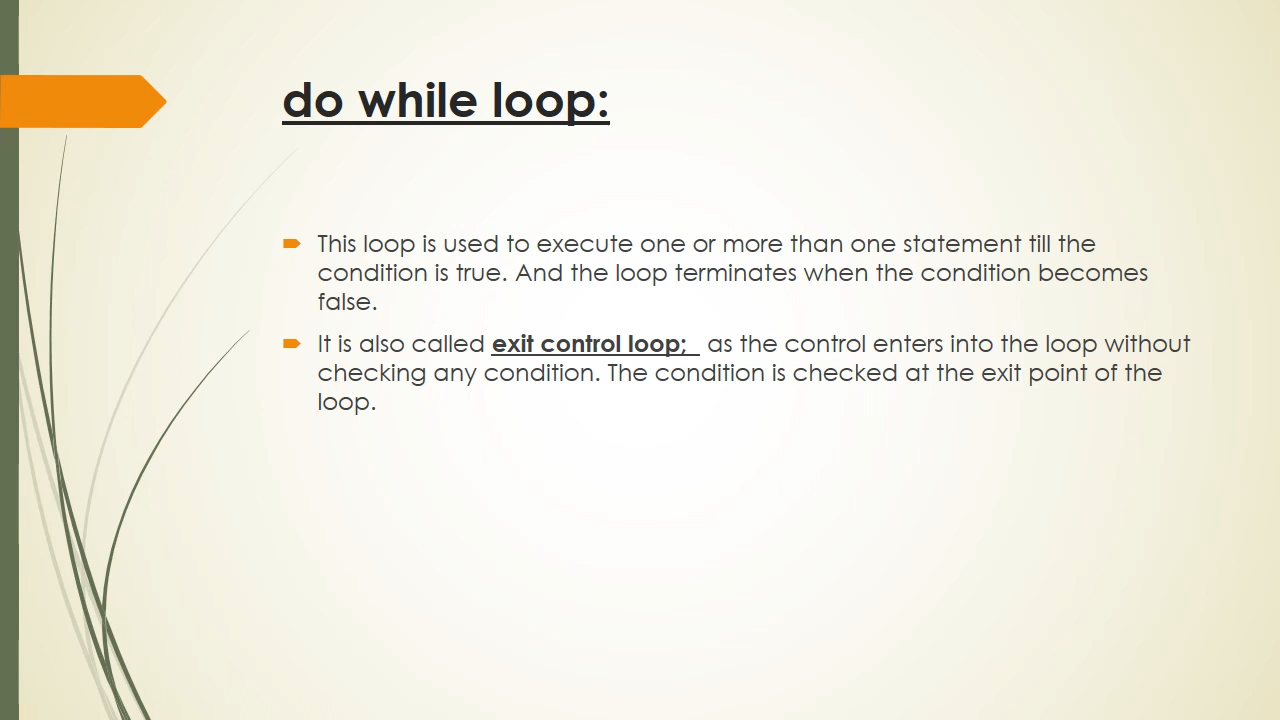 do while loop:
This loop is used to execute one or more than one statement till the
condition is true. And the loop terminates when the condition becomes
false.
It is also called exit control loop; as the control enters into the loop without
checking any condition. The condition is checked at the exit point of the
loop.